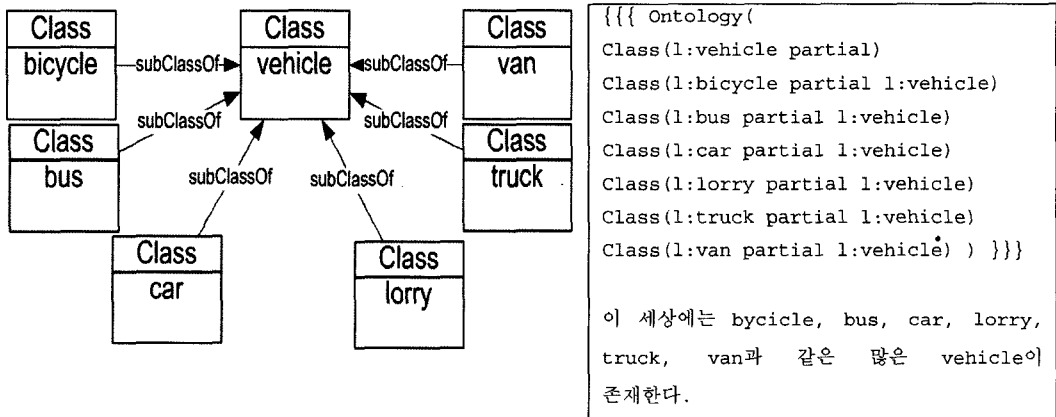 Class
bicycle
subClassOf
Class
vehicle
subClassOf
Class
van
Class
bus
subClassOf
subClassOf
Class
truck
subClassOf
subClassOf
Class
car
Class
lorry
{{{ Ontology(
Class(l:vehicle partial)
Class(l:bicycle partial l:vehicle)
Class(l:bus partial l:vehicle)
Class(l:car partial l:vehicle)
Class(l:lorry partial l:vehicle)
Class(l:truck partial l:vehicle)
Class(l:van partial l:vehicle) ) }}}
이 세상에는 bycicle, bus, car, lorry,
truck, van과 같은 많은 vehicle이
존재한다.